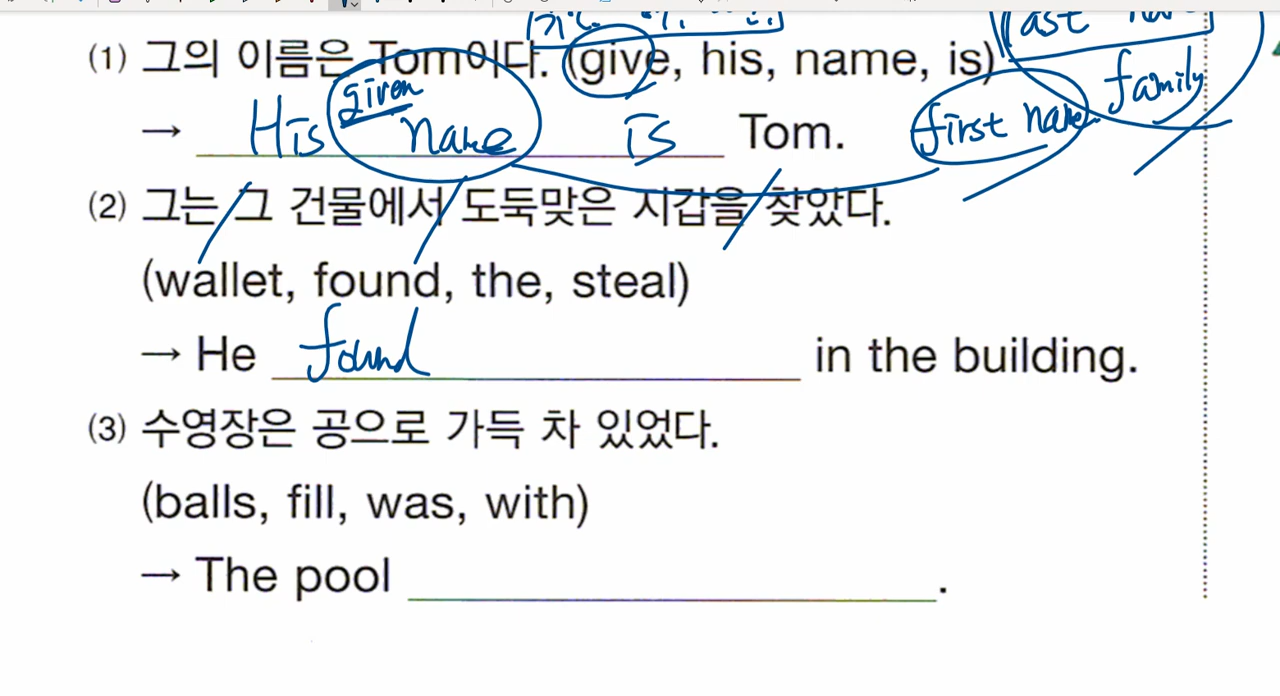 last
(1) 그의 이름은 Tom이다. (give, his, name, is)
family
→ His given name is Tom. first name
(2) 그는 그 건물에서 도둑맞은 지갑을 찾았다.
(wallet, found, the, steal)
→ He found in the building.
(3) 수영장은 공으로 가득 차 있었다.
(balls, fill, was, with)
→ The pool .